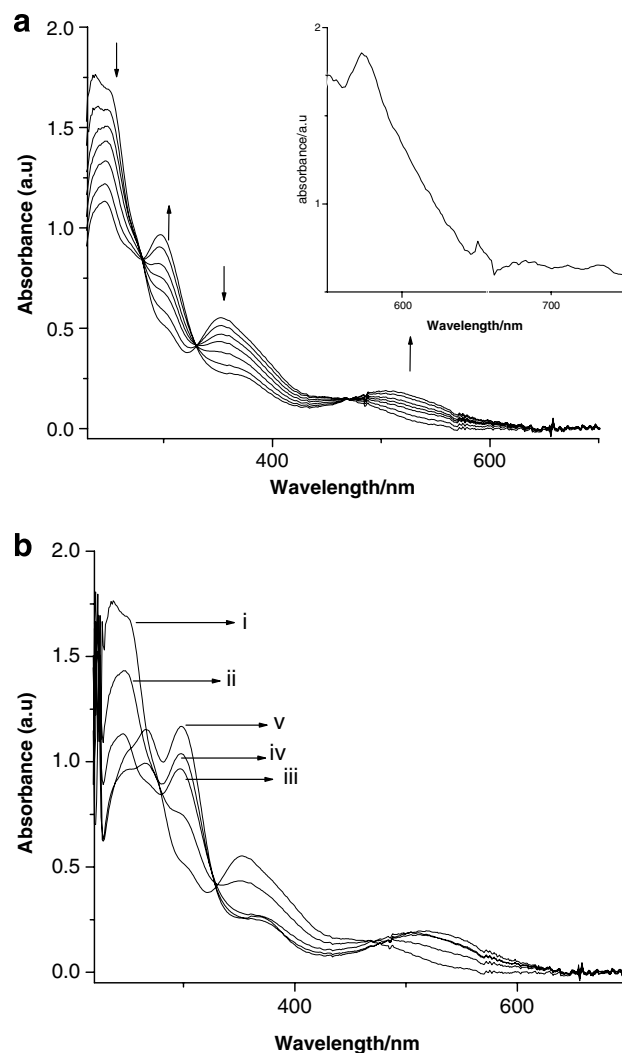 a
2.0
1.5
1.0
0.5
0.0
Absorbance (a.u)
400
600
Wavelength/nm
2
1
absorbance/a.u
600
700
Wavelength/nm
b
2.0
1.5
1.0
0.5
0.0
Absorbance (a.u)
i
ii
v
iv
iii
400
600
Wavelength/nm